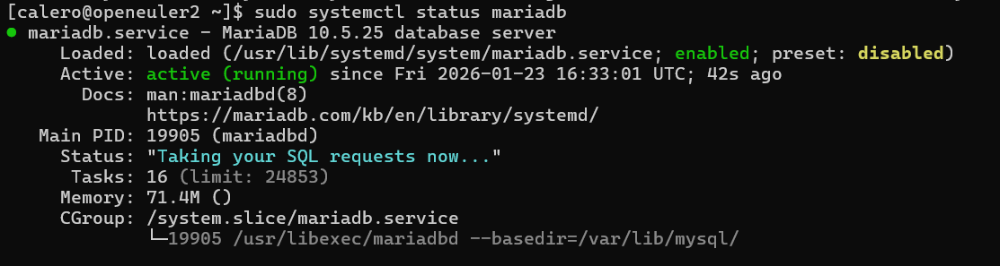 [calero@openeuler2 ~]$ sudo systemctl status mariadb
● mariadb.service - MariaDB 10.5.25 database server
Loaded: loaded (/usr/lib/systemd/system/mariadb.service; enabled; preset: disabled)
Active: active (running) since Fri 2026-01-23 16:33:01 UTC; 42s ago
Docs: man:mariadbd(8)
https://mariadb.com/kb/en/library/systemd/
Main PID: 19905 (mariadbd)
Status: "Taking your SQL requests now..."
Tasks: 16 (limit: 24853)
Memory: 71.4M ()
CGroup: /system.slice/mariadb.service
└─19905 /usr/libexec/mariadbd --basedir=/var/lib/mysql/